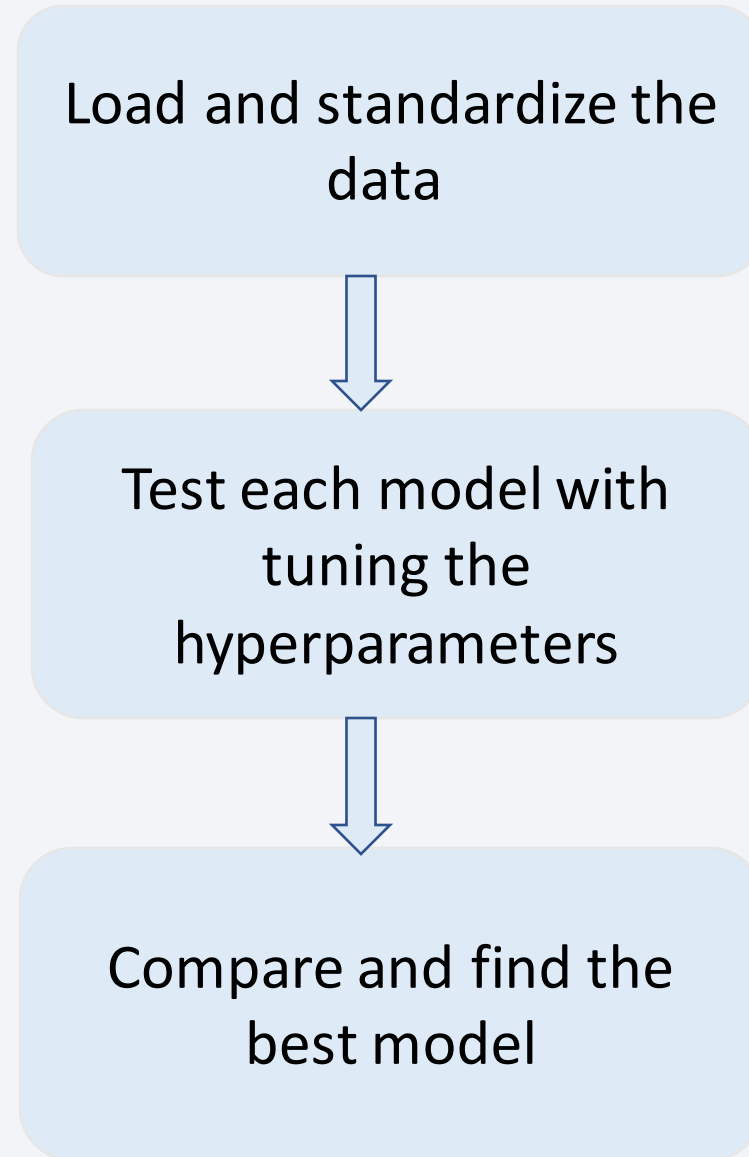 Load and standardize the
data
Test each model with
tuning the
hyperparameters
Compare and find the
best model